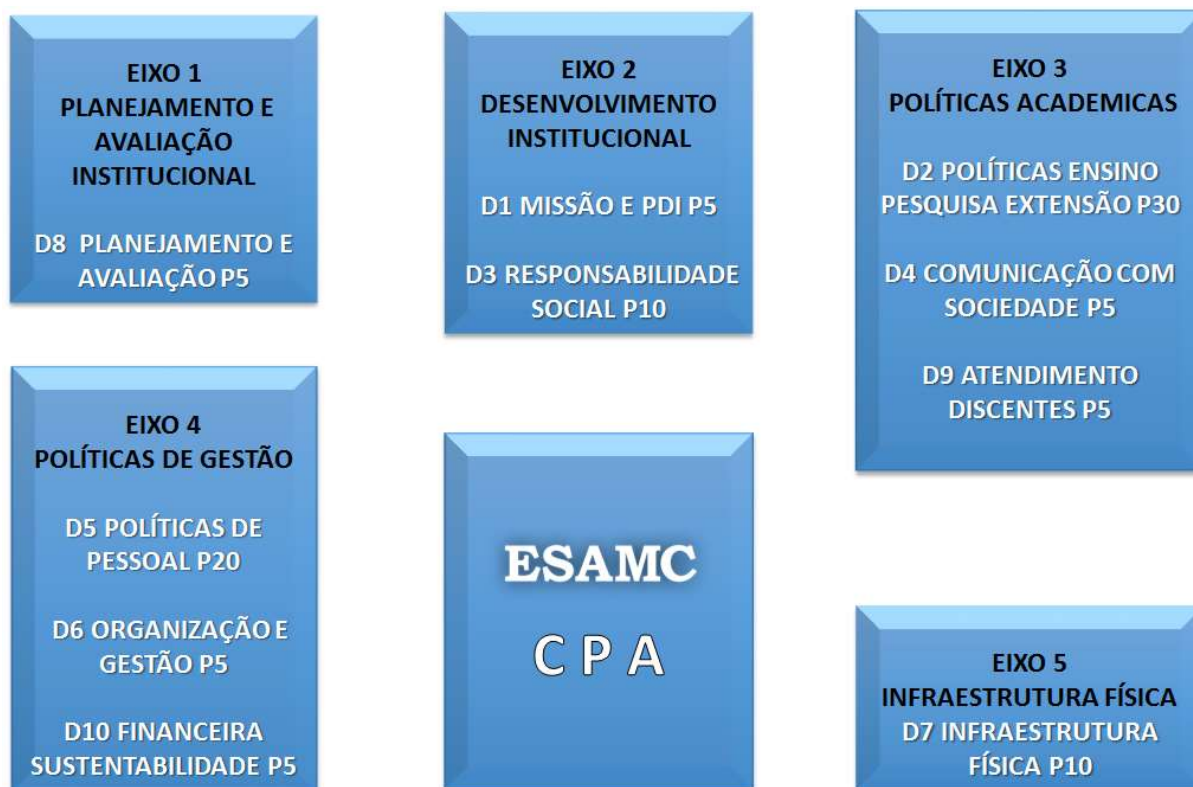 EIXO 1
PLANEJAMENTO E
AVALIAÇÃO
INSTITUCIONAL
D8 PLANEJAMENTO E
AVALIAÇÃO P5
EIXO 2
DESENVOLVIMENTO
INSTITUCIONAL
D1 MISSÃO E PDI P5
D3 RESPONSABILIDADE
SOCIAL P10
EIXO 3
POLÍTICAS ACADEMICAS
D2 POLÍTICAS ENSINO
PESQUISA EXTENSÃO P30
D4 COMUNICAÇÃO COM
SOCIEDADE P5
D9 ATENDIMENTO
DISCENTES P5
EIXO 4
POLÍTICAS DE GESTÃO
D5 POLÍTICAS DE
PESSOAL P20
D6 ORGANIZAÇÃO E
GESTÃO P5
D10 FINANCEIRA
SUSTENTABILIDADE P5
ESAMC
C P A
EIXO 5
INFRAESTRUTURA FÍSICA
D7 INFRAESTRUTURA
FÍSICA P10